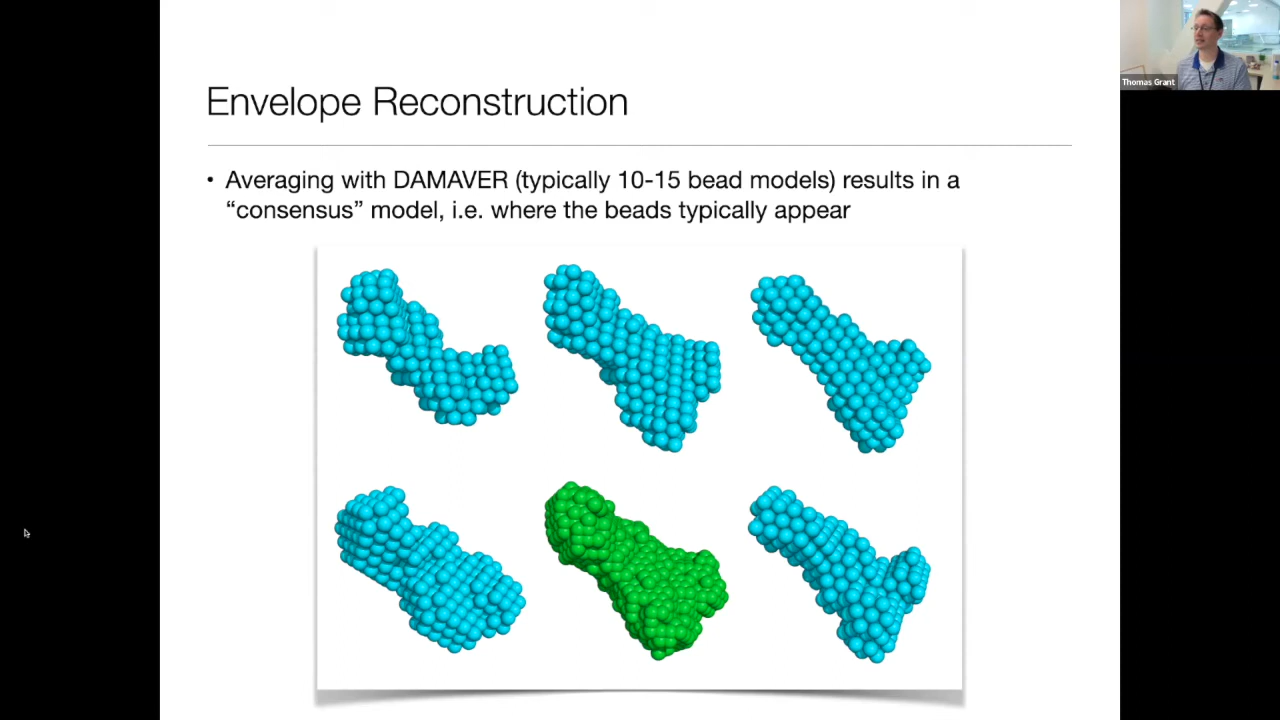 Thomas Grant
Envelope Reconstruction
• Averaging with DAMAVER (typically 10-15 bead models) results in a
“consensus” model, i.e. where the beads typically appear